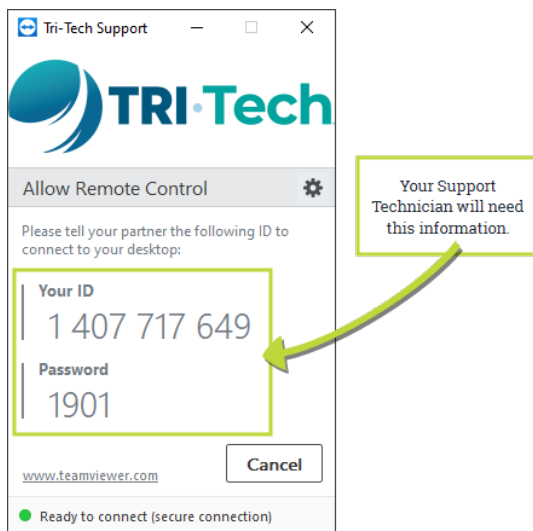 Tri-Tech Support
TRI·Tech
Allow Remote Control
Please tell your partner the following ID to
connect to your desktop:
Your ID
1 407 717 649
Password
1901
www.teamviewer.com
Cancel
Ready to connect (secure connection)
Your Support
Technician will need
this information.